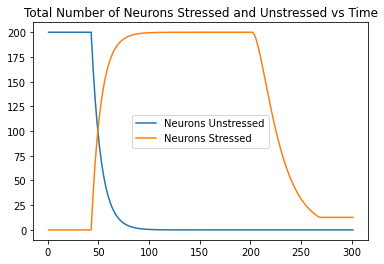 Total Number of Neurons Stressed and Unstressed vs Time
200
175
150
125
100
75
50
25
0
Neurons Unstressed
Neurons Stressed
0 50 100 150 200 250 300